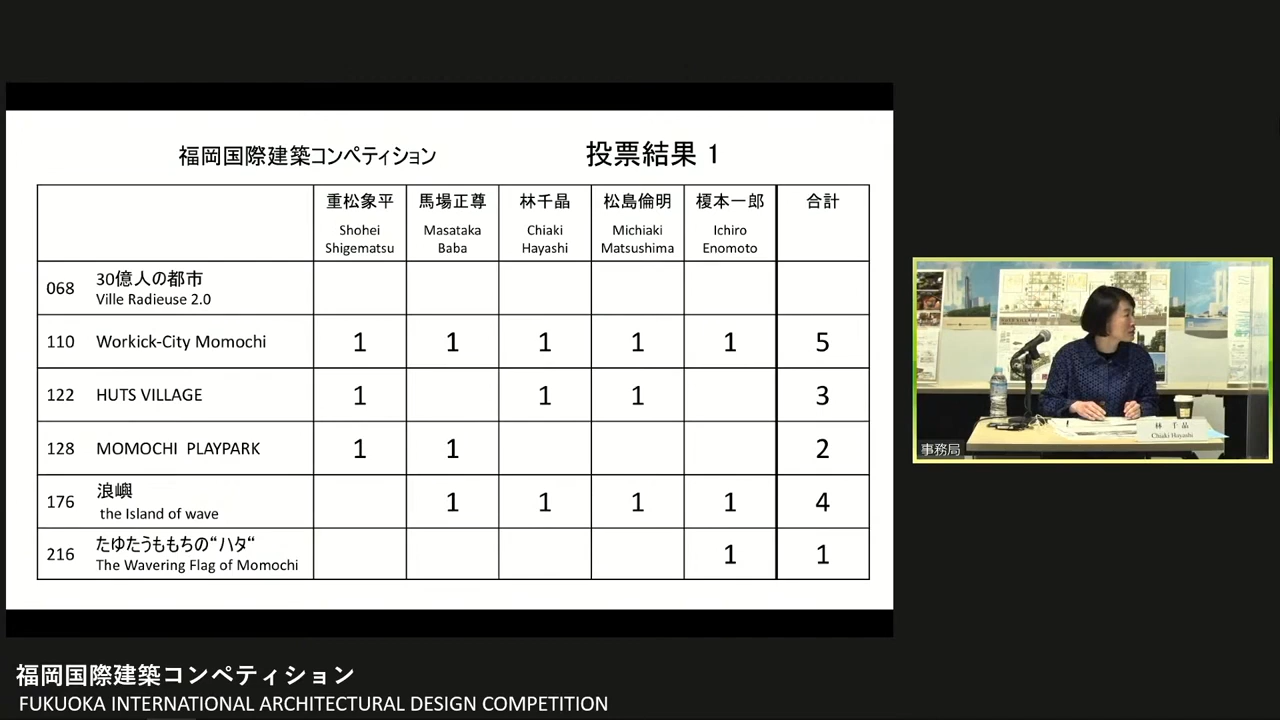 福岡国際建築コンペティション
投票結果 1
重松象平 馬場正尊 林千晶 松島倫明 榎本一郎 合計
Shohei Shigematsu Masataka Baba Chiaki Hayashi Michiaki Matsushima Ichiro Enomoto
068 30億人の都市
Ville Radieuse 2.0
110 Workick-City Momochi 1 1 1 1 1 5
122 HUTS VILLAGE 1 1 1 3
128 MOMOCHI PLAYPARK 1 1 2
176 浪嶼
the Island of wave 1 1 1 1 4
216 たゆたうももちの“ハタ“
The Wavering Flag of Momochi 1 1
林 千 晶
Chiaki Hayashi
事務局
福岡国際建築コンペティション
FUKUOKA INTERNATIONAL ARCHITECTURAL DESIGN COMPETITION